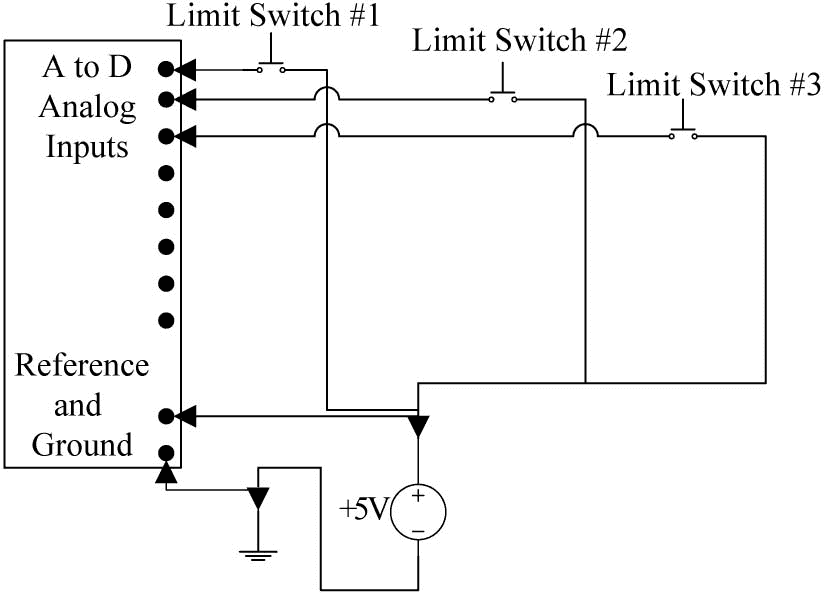 Limit Switch #1
Limit Switch #2
Limit Switch #3
A to D
Analog
Inputs
Reference
and
Ground
+5V
+
−